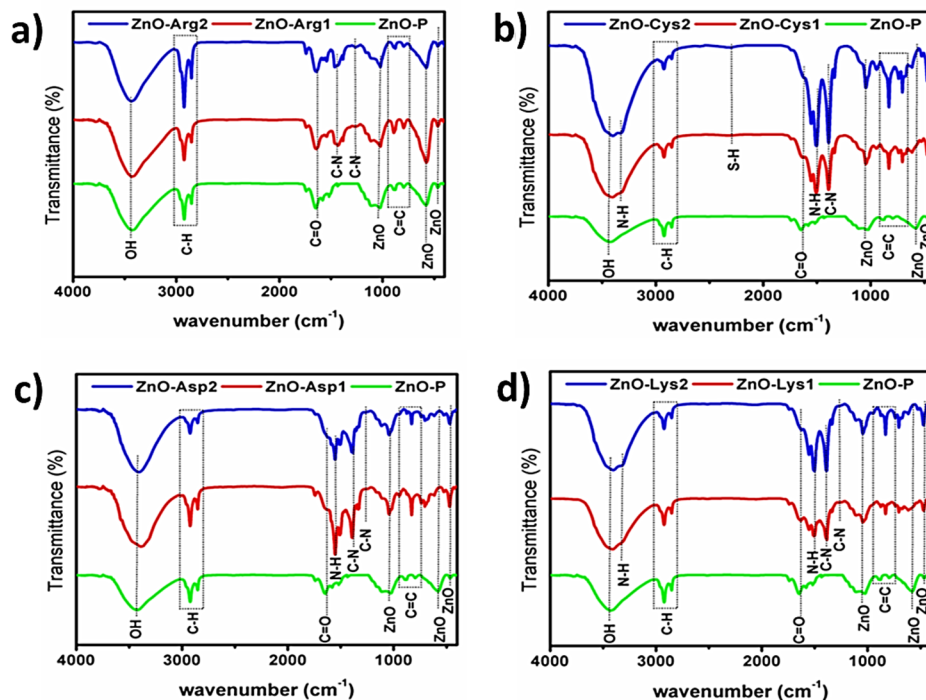 a)
ZnO-Arg2 ZnO-Arg1 ZnO-P
Transmittance (%)
OH
C-H
C=O
C-N
C-N
ZnO
C=C
ZnO
ZnO
4000 3000 2000 1000
wavenumber (cm-1)
b)
ZnO-Cys2 ZnO-Cys1 ZnO-P
Transmittance (%)
OH
N-H
C-H
S-H
C=O
N-H
C-N
ZnO
C=C
ZnO
ZnO
4000 3000 2000 1000
wavenumber (cm-1)
c)
ZnO-Asp2 ZnO-Asp1 ZnO-P
Transmittance (%)
OH
C-H
C=O
N-H
C-N
C-N
ZnO
C=C
ZnO
ZnO
4000 3000 2000 1000
wavenumber (cm-1)
d)
ZnO-Lys2 ZnO-Lys1 ZnO-P
Transmittance (%)
OH
N-H
C-H
C=O
N-H
C-N
C-N
ZnO
C=C
ZnO
ZnO
4000 3000 2000 1000
wavenumber (cm-1)